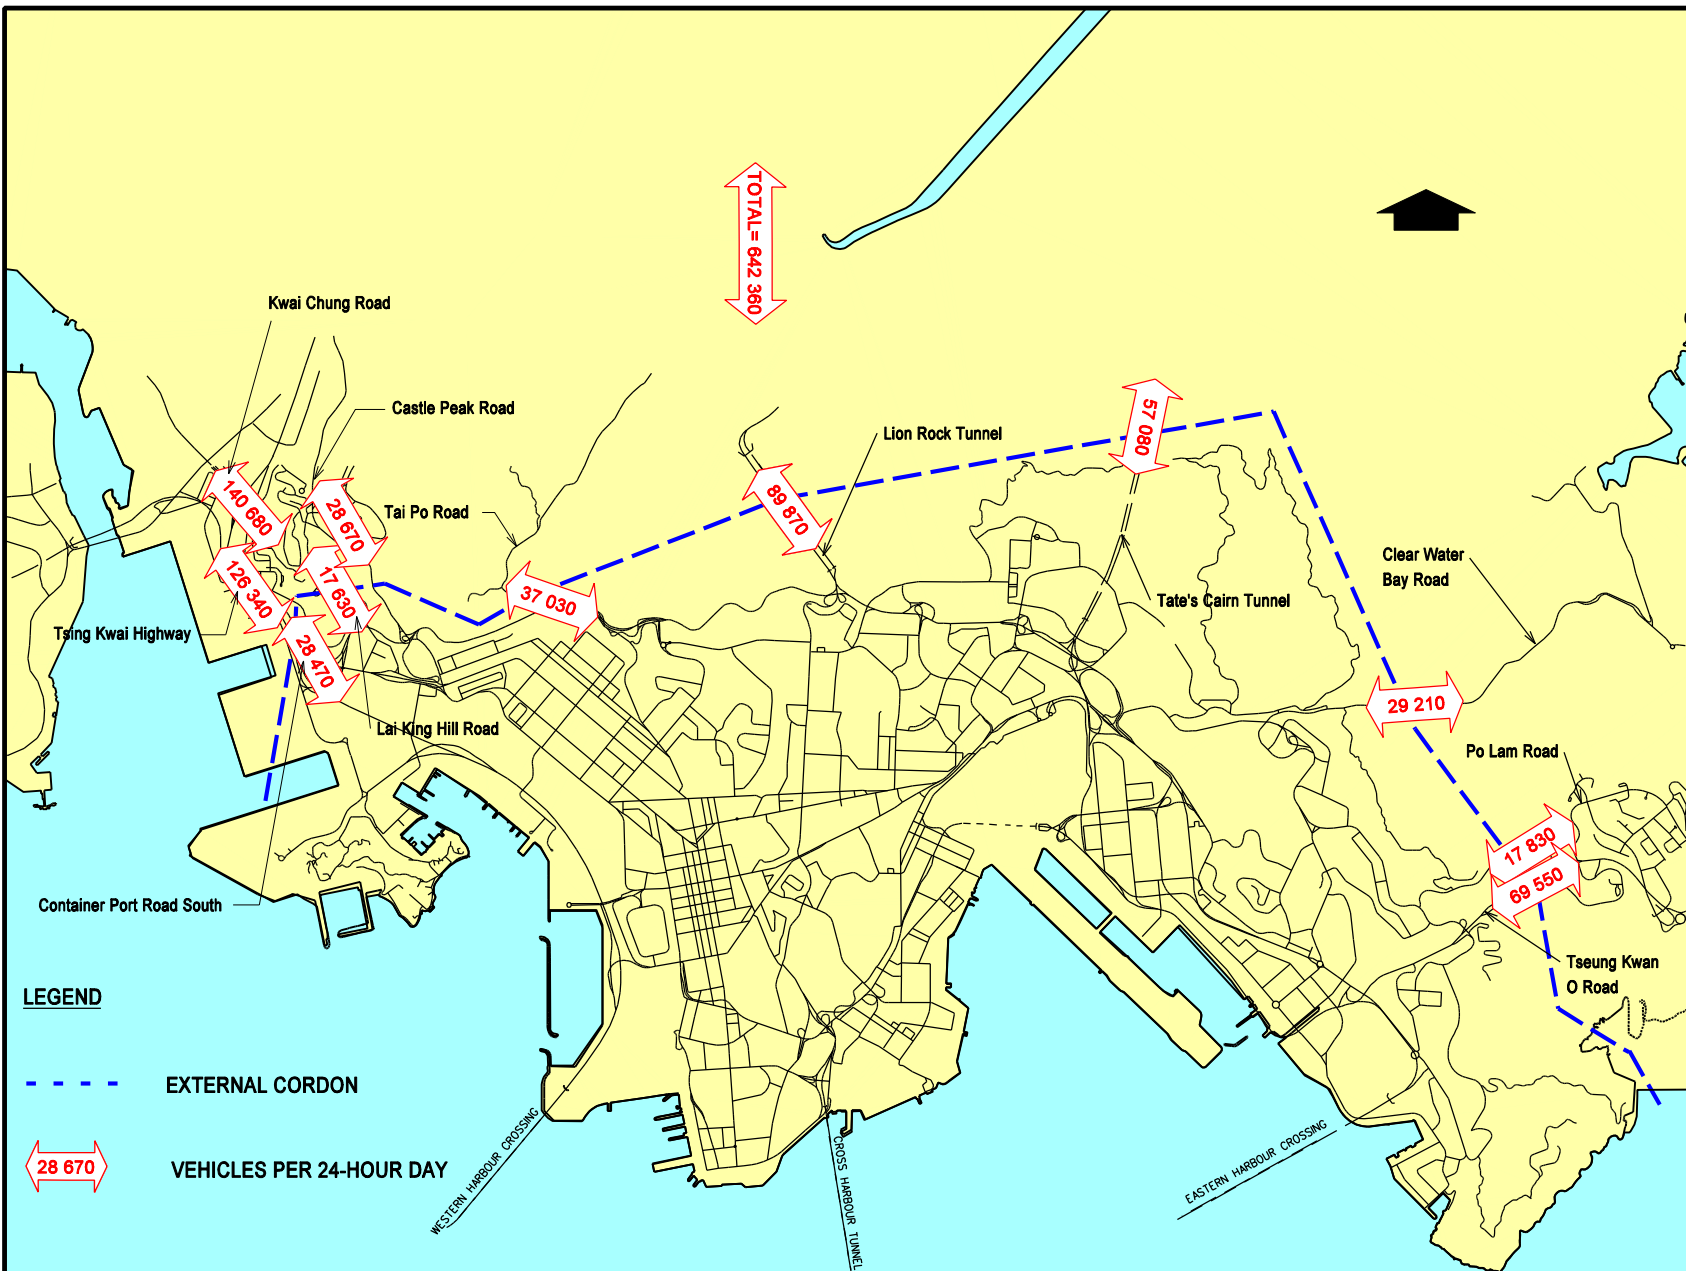 TOTAL= 642 360
Kwai Chung Road
Castle Peak Road
Lion Rock Tunnel
57 080
140 680
28 670
Tai Po Road
89 870
Clear Water
Bay Road
126 340
17 630
37 030
Tate's Cairn Tunnel
Tsing Kwai Highway
28 470
29 210
Lai King Hill Road
Po Lam Road
17 830
69 550
Container Port Road South
Tseung Kwan
O Road
LEGEND
EXTERNAL CORDON
28 670
VEHICLES PER 24-HOUR DAY
WESTERN HARBOUR CROSSING
CROSS HARBOUR TUNNEL
EASTERN HARBOUR CROSSING